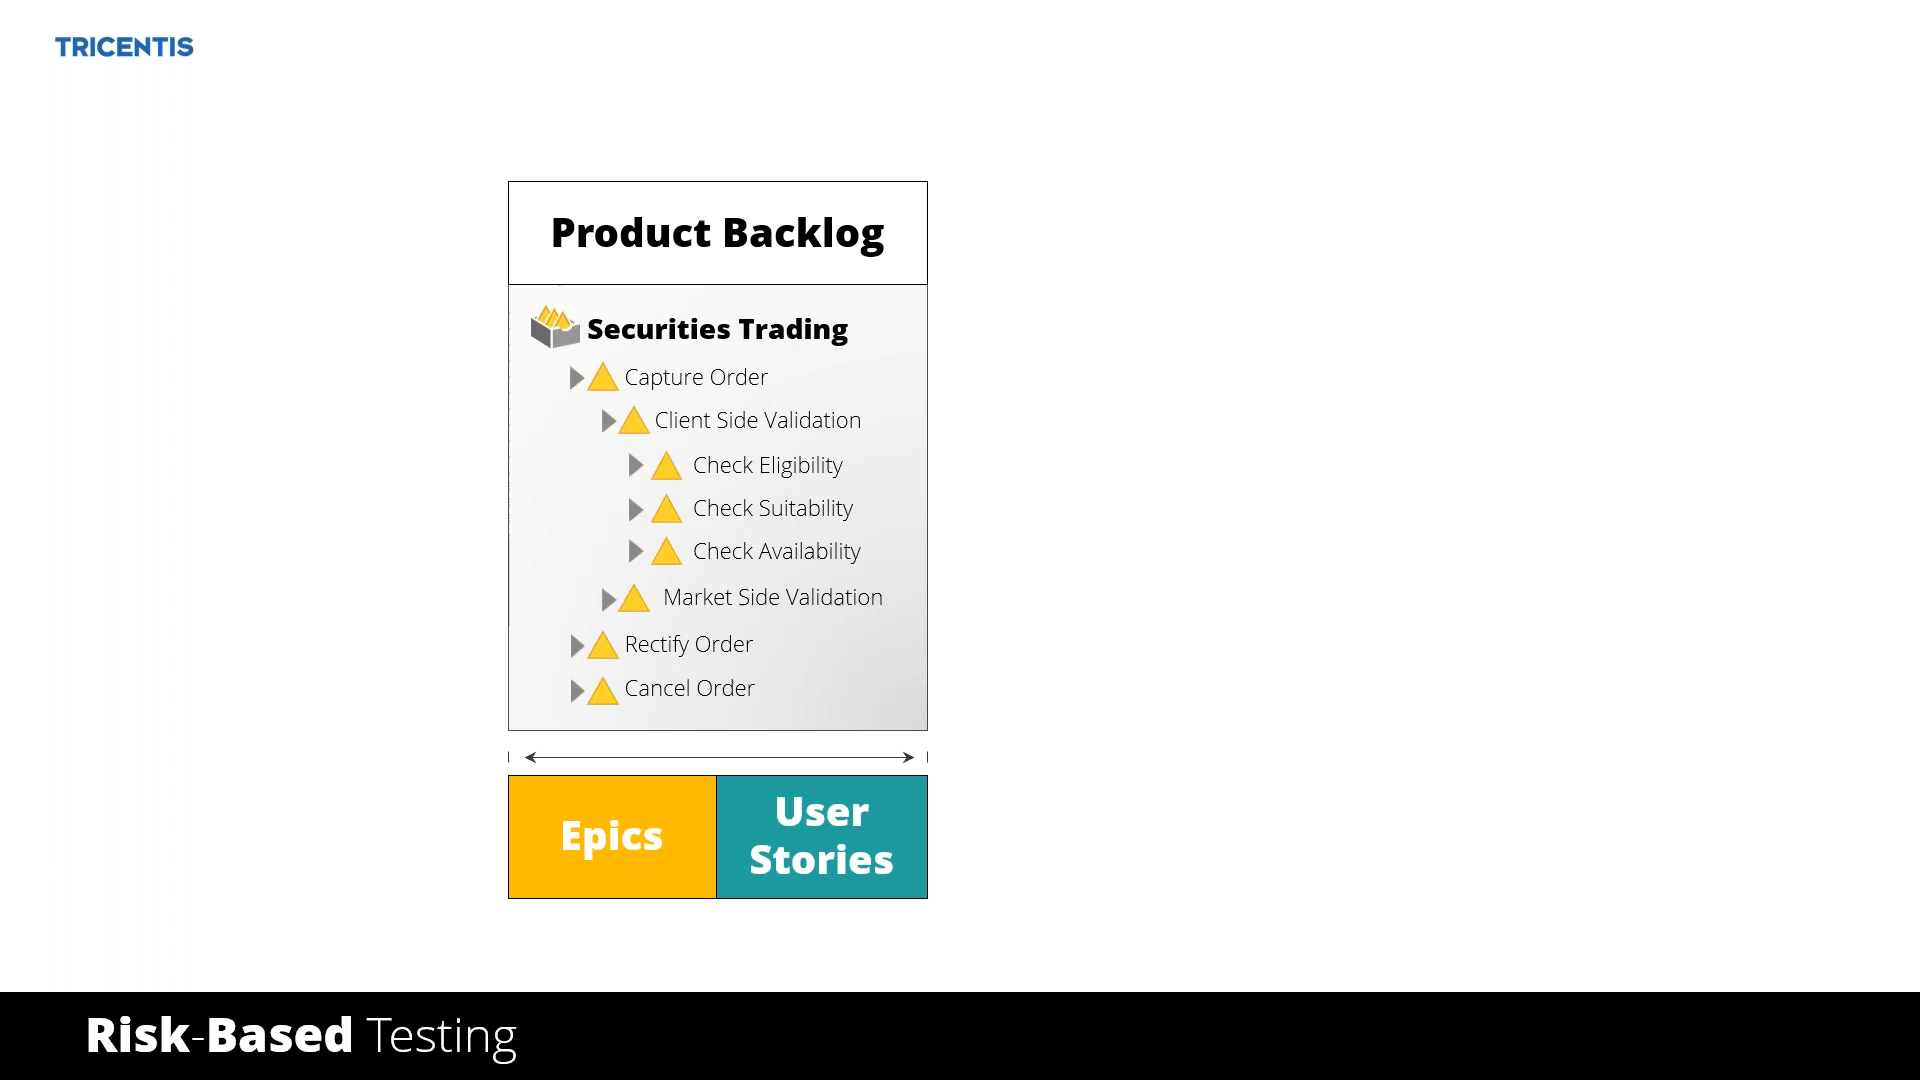 TRICENTIS
Product Backlog
Securities Trading
Capture Order
Client Side Validation
Check Eligibility
Check Suitability
Check Availability
Market Side Validation
Rectify Order
Cancel Order
Epics
User
Stories
Risk-Based Testing